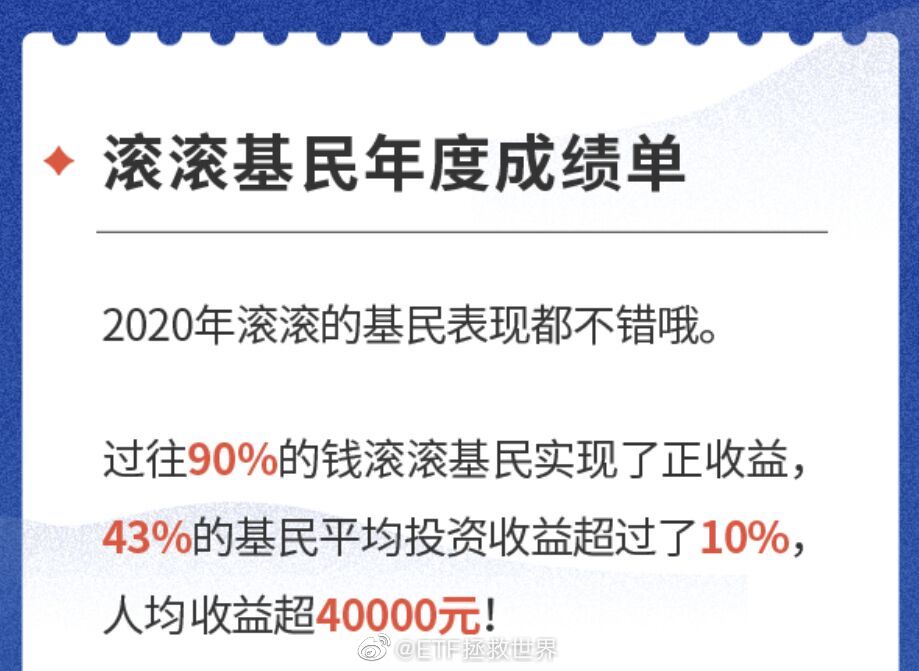 滚滚基民年度成绩单
2020年滚滚的基民表现都不错哦。
过往90%的钱滚滚基民实现了正收益，
43%的基民平均投资收益超过了10%，
人均收益超40000元！
@ETF拯救世界